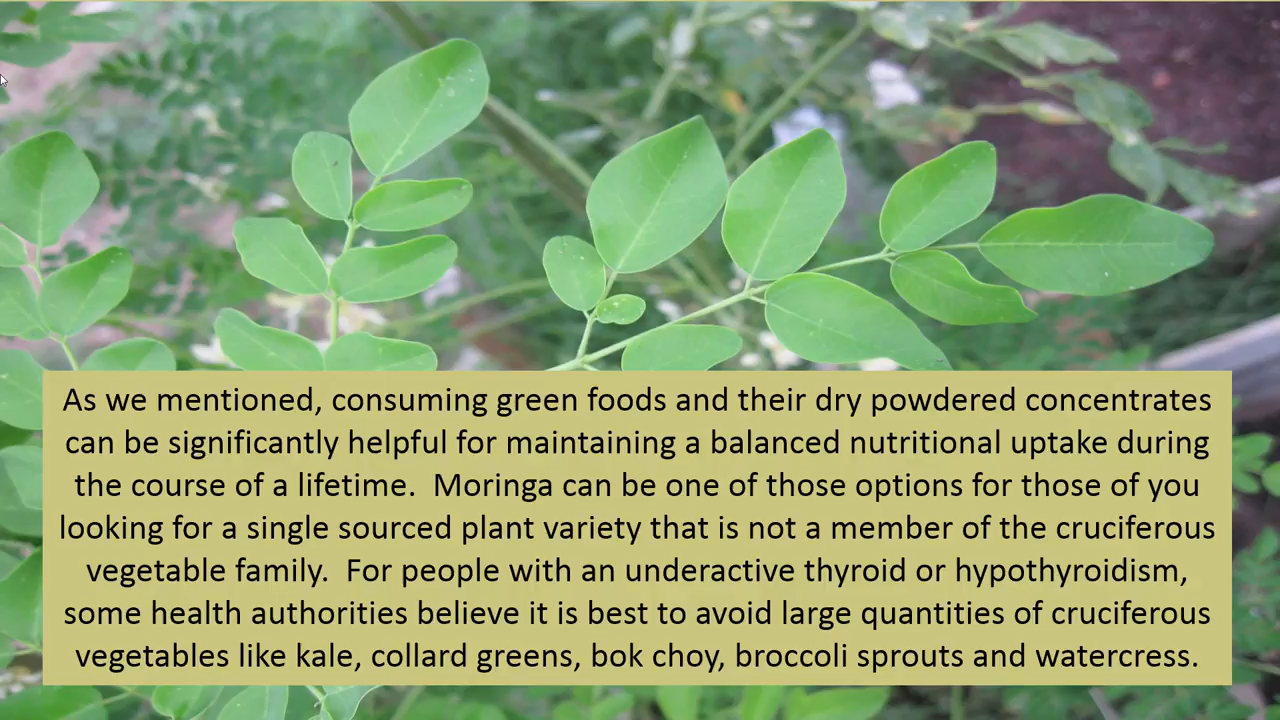 As we mentioned, consuming green foods and their dry powdered concentrates
can be significantly helpful for maintaining a balanced nutritional uptake during
the course of a lifetime.  Moringa can be one of those options for those of you
looking for a single sourced plant variety that is not a member of the cruciferous
vegetable family.  For people with an underactive thyroid or hypothyroidism,
some health authorities believe it is best to avoid large quantities of cruciferous
vegetables like kale, collard greens, bok choy, broccoli sprouts and watercress.